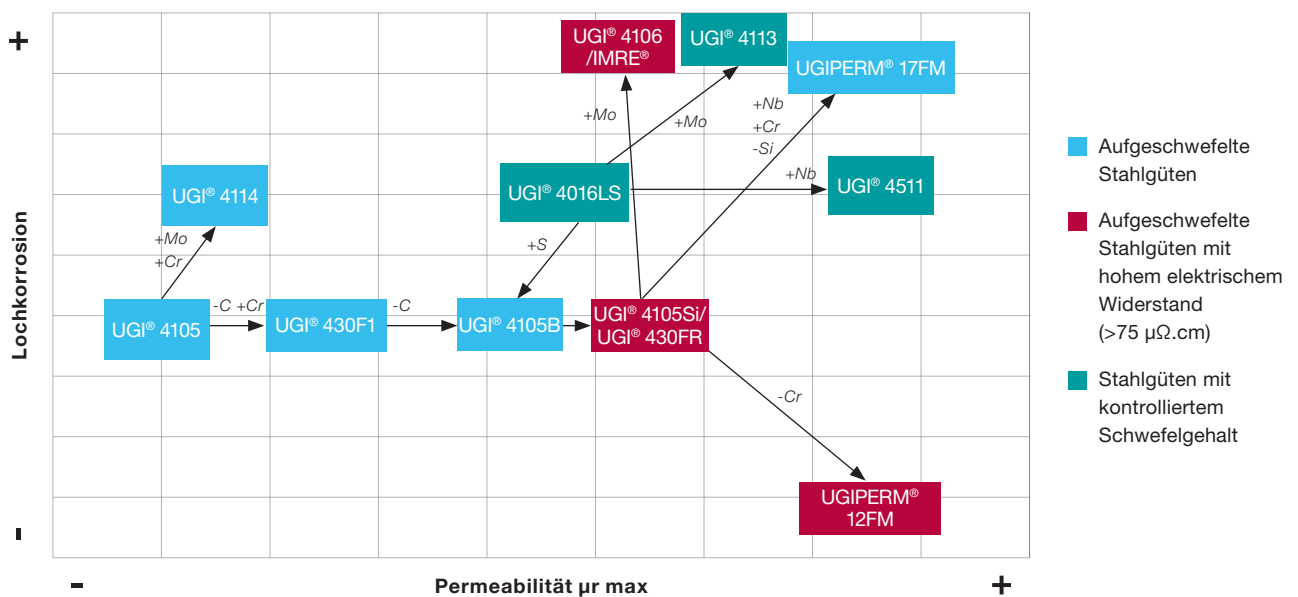 +
Lochkorrosion
-
UGI® 4106
/IMRE®
UGI® 4113
UGIPERM® 17FM
+Mo
+Mo
+Nb
+Cr
-Si
UGI® 4114
UGI® 4016LS
+Nb
UGI® 4511
+Mo
+Cr
+S
UGI® 4105
-C +Cr
UGI® 430F1
-C
UGI® 4105B
UGI® 4105Si/
UGI® 430FR
-Cr
UGIPERM®
12FM
-
Permeabilität μr max
+
Aufgeschwefelte
Stahlgüten
Aufgeschwefelte
Stahlgüten mit
hohem elektrischem
Widerstand
(>75 μΩ.cm)
Stahlgüten mit
kontrolliertem
Schwefelgehalt